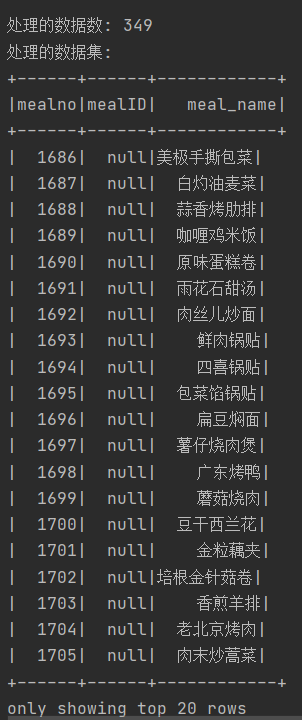 处理的数据数: 349
处理的数据集:
+------+------+------------+
|mealno|mealID|   meal_name|
+------+------+------------+
|  1686|  null|美极手撕包菜|
|  1687|  null|  白灼油麦菜|
|  1688|  null|  蒜香烤肋排|
|  1689|  null|  咖喱鸡米饭|
|  1690|  null|  原味蛋糕卷|
|  1691|  null|  雨花石甜汤|
|  1692|  null|  肉丝儿炒面|
|  1693|  null|    鲜肉锅贴|
|  1694|  null|    四喜锅贴|
|  1695|  null|  包菜馅锅贴|
|  1696|  null|    扁豆焖面|
|  1697|  null|  薯仔烧肉煲|
|  1698|  null|    广东烤鸭|
|  1699|  null|    蘑菇烧肉|
|  1700|  null|  豆干西兰花|
|  1701|  null|    金粒藕夹|
|  1702|  null|培根金针菇卷|
|  1703|  null|    香煎羊排|
|  1704|  null|  老北京烤肉|
|  1705|  null|  肉末炒蒿菜|
+------+------+------------+
only showing top 20 rows